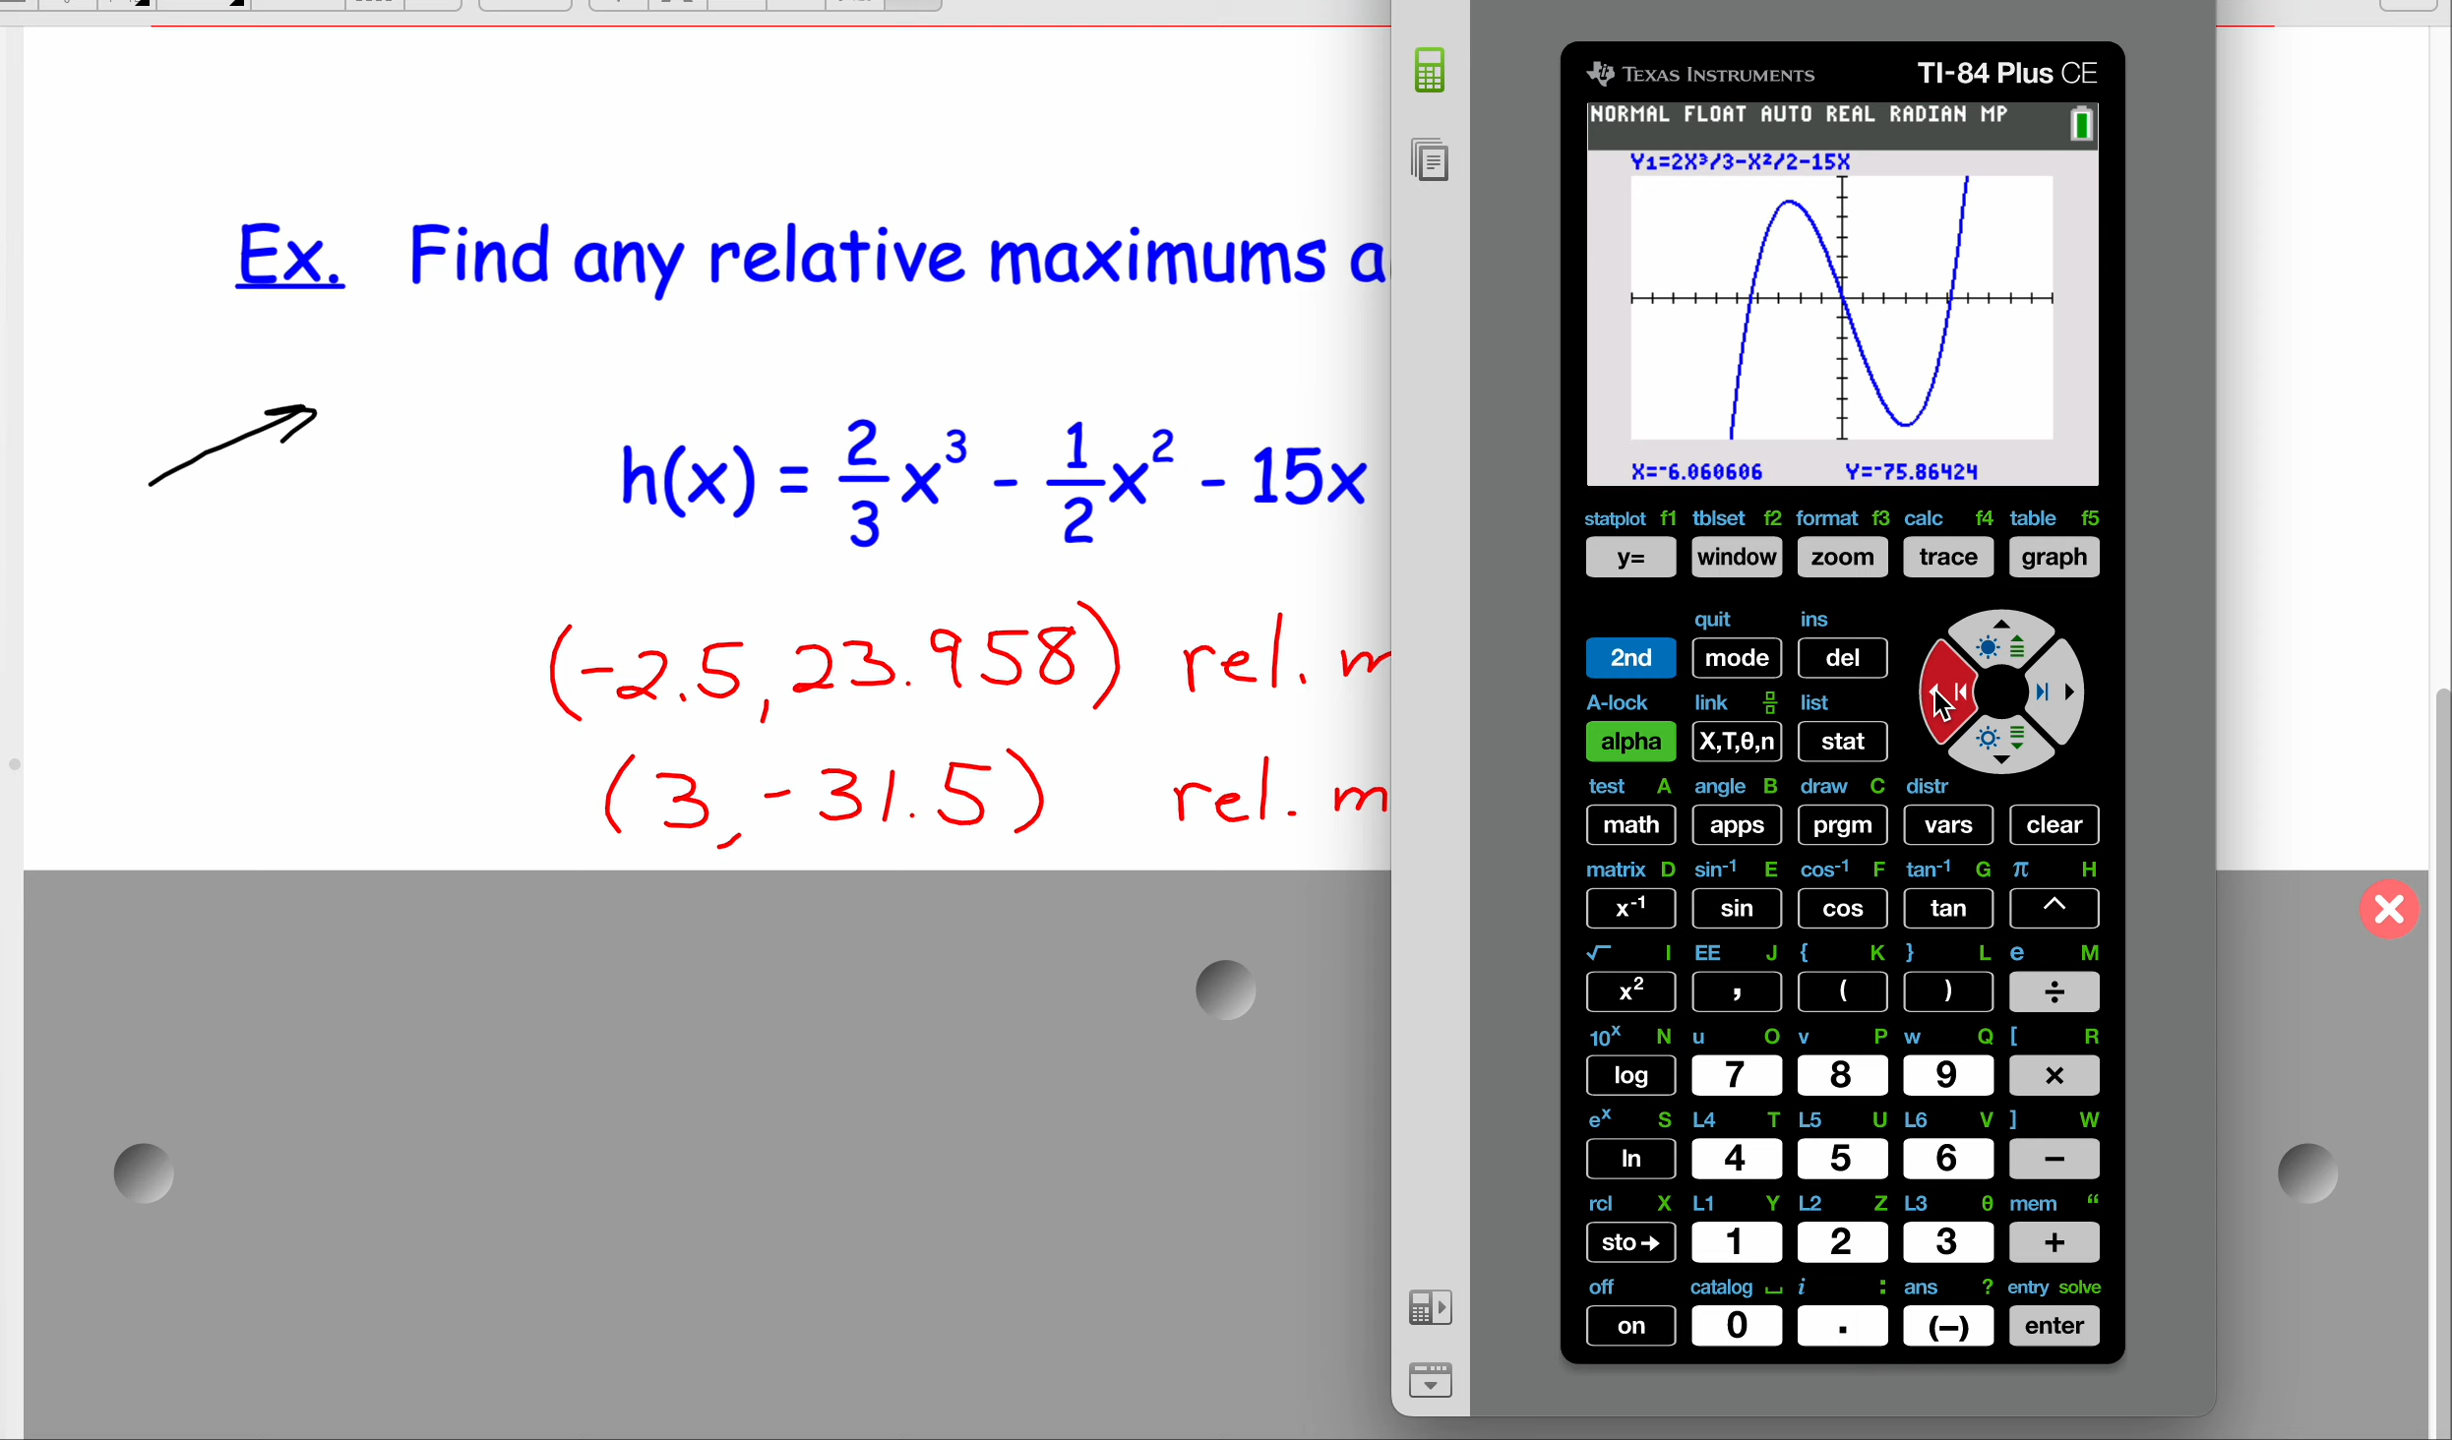 Ex. Find any relative maximums a
h(x) = 2/3 x³ - 1/2 x² - 15x
(-2.5, 23.958) rel. m
(3, -31.5) rel. m
TEXAS INSTRUMENTS TI-84 Plus CE
NORMAL FLOAT AUTO REAL RADIAN MP
Y₁=2X³/3-X²/2-15X
X=-6.060606 Y=-75.86424
statplot f1 tblset f2 format f3 calc f4 table f5
y= window zoom trace graph
quit ins
2nd mode del
A-lock link list
alpha X,T,θ,n stat
test A angle B draw C distr
math apps prgm vars clear
matrix D sin⁻¹ E cos⁻¹ F tan⁻¹ G π H
x⁻¹ sin cos tan ^
√ I EE J { K } L e M
x² , ( ) ÷
10ˣ N u O v P w Q [ R
log 7 8 9 ×
eˣ S L4 T L5 U L6 V ] W
ln 4 5 6 −
rcl X L1 Y L2 Z L3 θ mem “
sto→ 1 2 3 +
off catalog ⎵ i : ans ? entry solve
on 0 . (−) enter